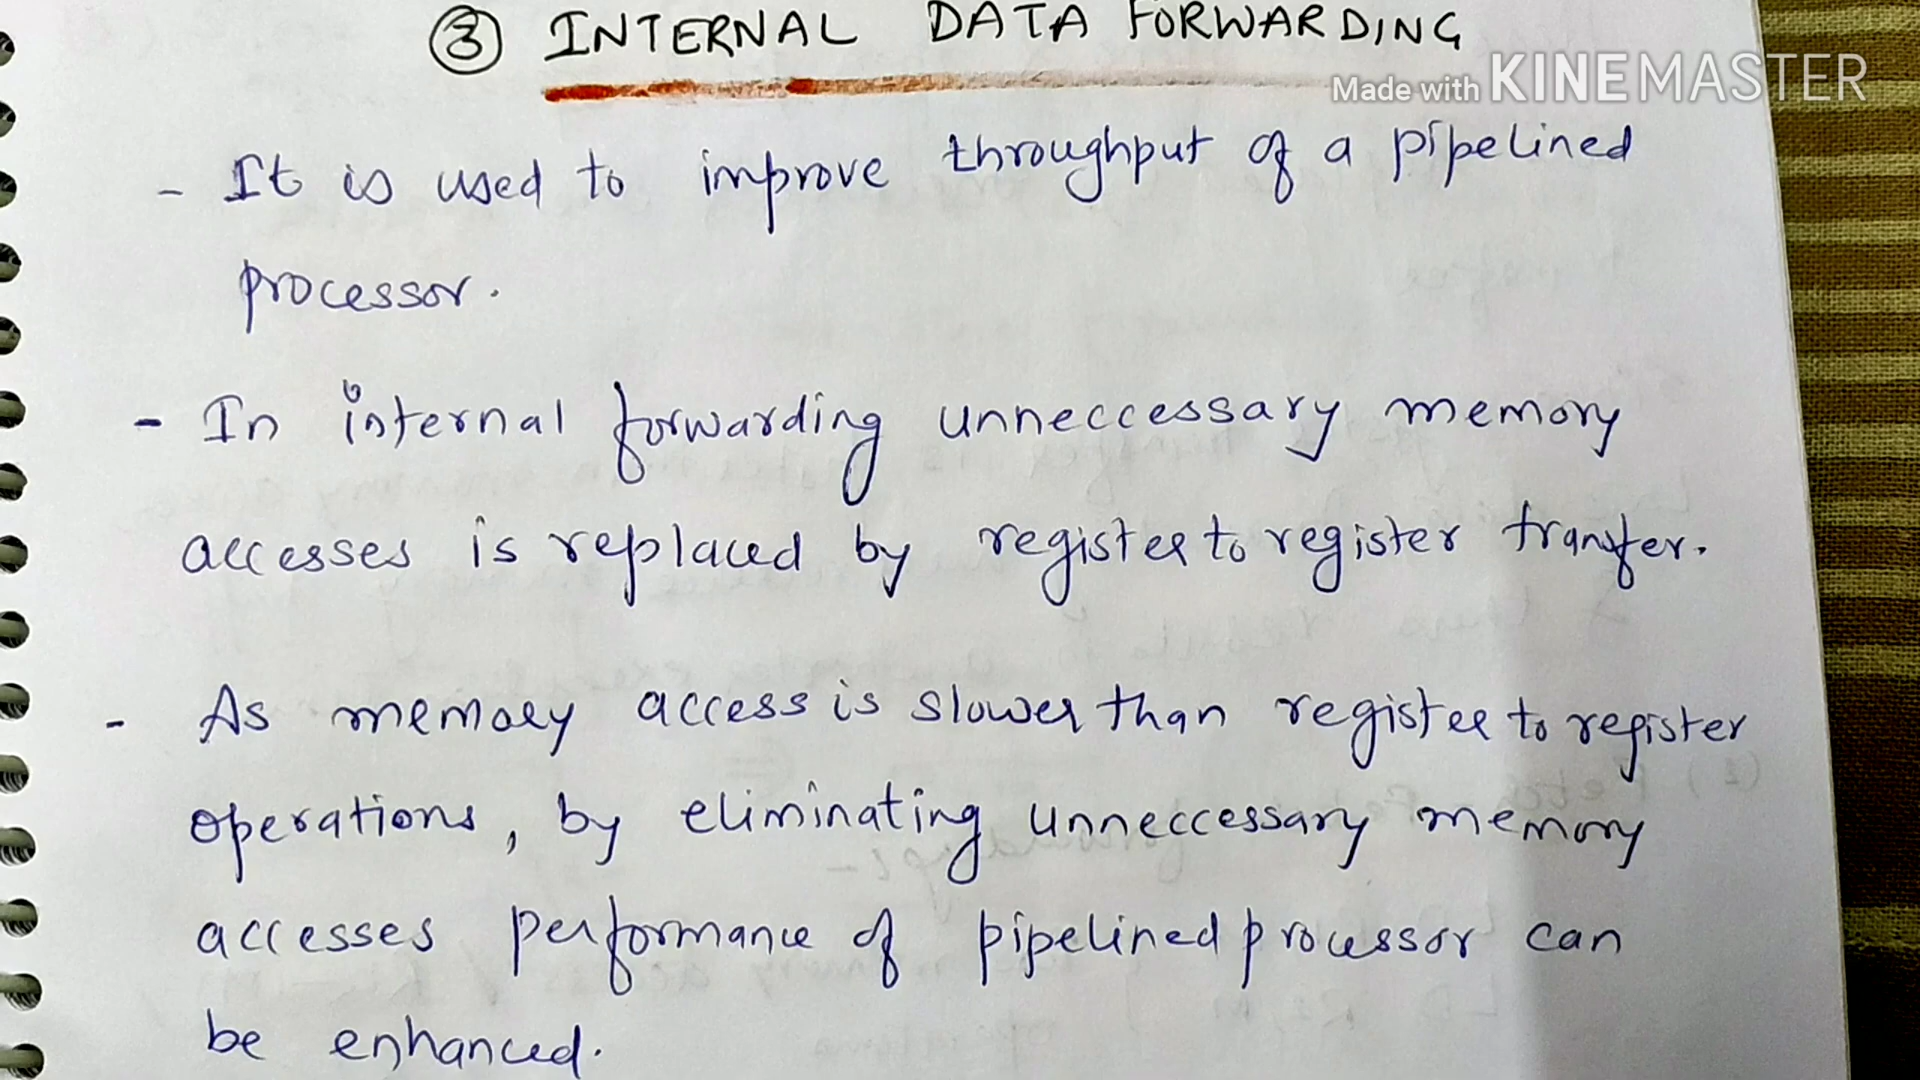 ③ INTERNAL DATA FORWARDING
Made with KINEMASTER
- It is used to improve throughput of a pipelined
processor.
- In internal forwarding unneccessary memory
accesses is replaced by register to register transfer.
- As memory access is slower than register to register
operations, by eliminating unneccessary memory
accesses performance of pipelined processor can
be enhanced.